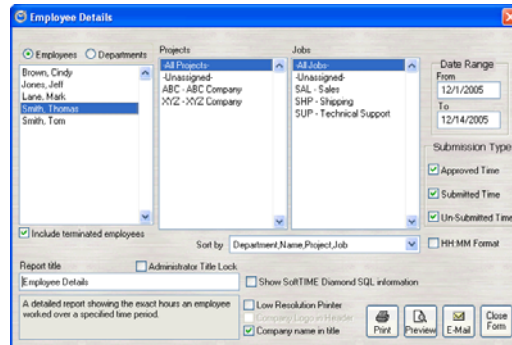 Employee Details
Employees Departments
Projects
Jobs
Brown, Cindy
Jones, Jeff
Lane, Mark
Smith, Thomas
Smith, Tom
-All Projects-
-Unassigned-
ABC - ABC Company
XYZ - XYZ Company
-All Jobs-
-Unassigned-
SAL - Sales
SHP - Shipping
SUP - Technical Support
Date Range
From
12/1/2005
To
12/14/2005
Submission Type
Approved Time
Submitted Time
Un-Submitted Time
Include terminated employees
Sort by Department,Name,Project,Job
HH:MM Format
Report title
Administrator Title Lock
Employee Details
Show SoftTIME Diamond SQL information
A detailed report showing the exact hours an employee
worked over a specified time period.
Low Resolution Printer
Company Logo in Header
Company name in title
Print
Preview
E-Mail
Close
Form